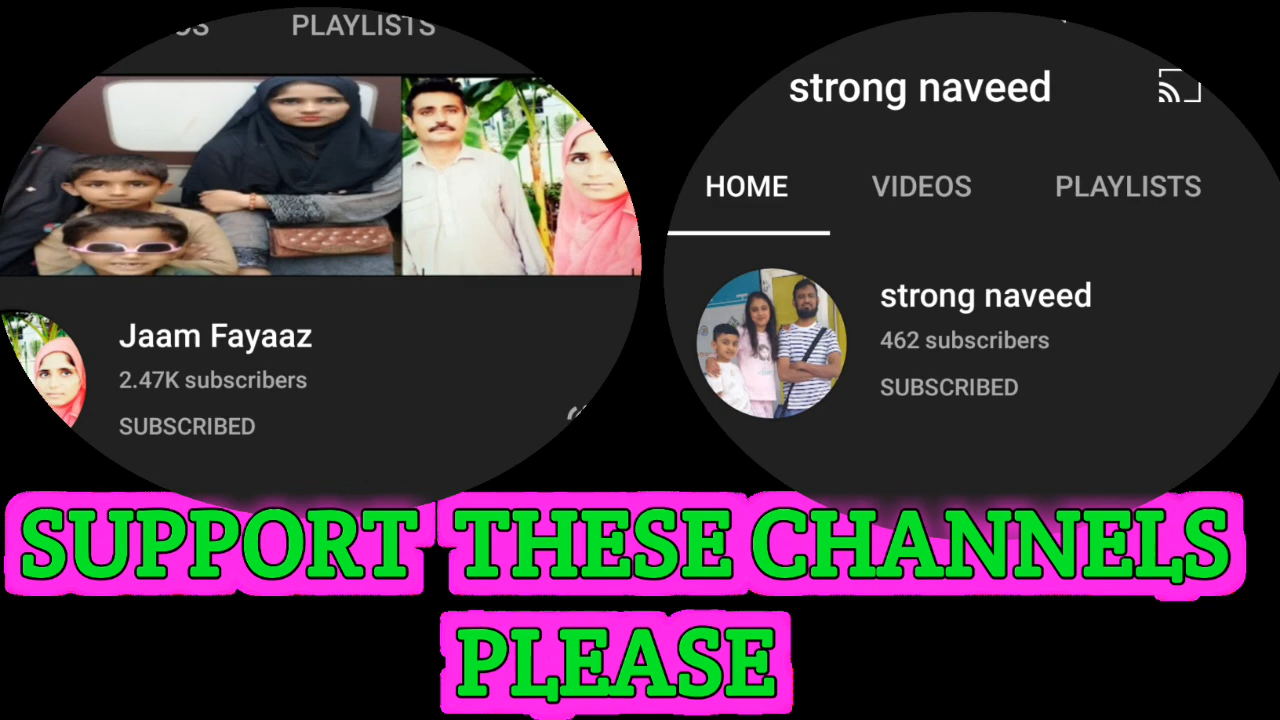 PLAYLISTS
Jaam Fayaaz
2.47K subscribers
SUBSCRIBED
strong naveed
HOME VIDEOS PLAYLISTS
strong naveed
462 subscribers
SUBSCRIBED
SUPPORT THESE CHANNELS
PLEASE